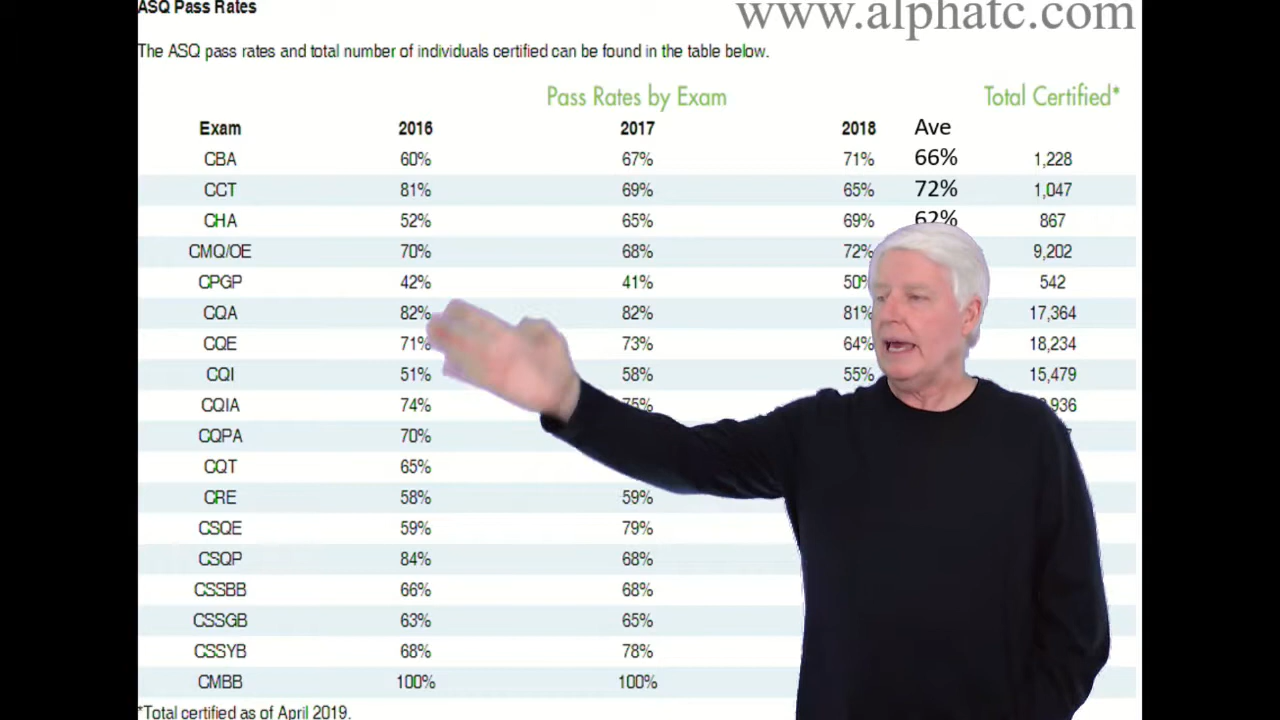 ASQ Pass Rates
www.alphatc.com
The ASQ pass rates and total number of individuals certified can be found in the table below.
Pass Rates by Exam Total Certified*
Exam 2016 2017 2018 Ave
CBA 60% 67% 71% 66% 1,228
CCT 81% 69% 65% 72% 1,047
CHA 52% 65% 69% 62% 867
CMQ/OE 70% 68% 72% 9,202
CPGP 42% 41% 542
CQA 82% 82% 81% 17,364
CQE 71% 73% 64% 18,234
CQI 51% 58% 55% 15,479
CQIA 74% 75%
CQPA 70%
CQT 65%
CRE 58% 59%
CSQE 59% 79%
CSQP 84% 68%
CSSBB 66% 68%
CSSGB 63% 65%
CSSYB 68% 78%
CMBB 100% 100%
*Total certified as of April 2019.